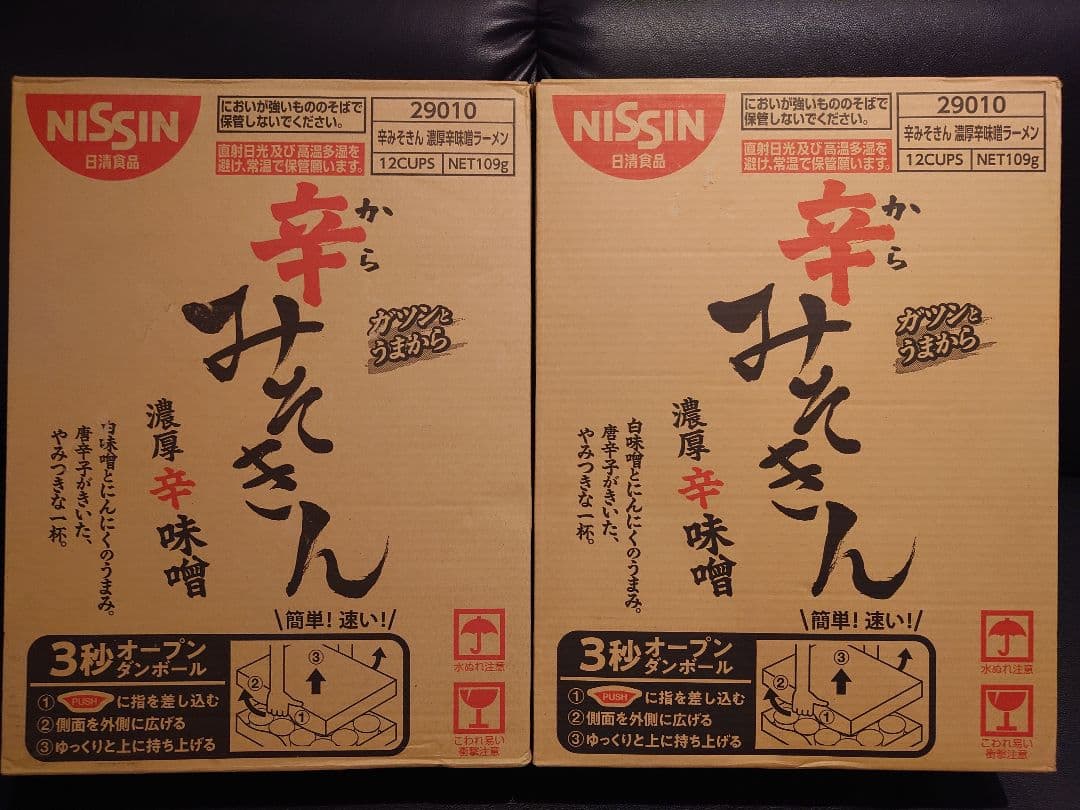 NISSIN
日清食品
においが強いもののそばで
保管しないでください。
直射日光及び高温多湿を
避け、常温で保管願います。
29010
辛みそきん 濃厚辛味噌ラーメン
12CUPS NET109g
辛
から
みそきん
ガツンと
うまから
濃厚辛味噌
白味噌とにんにくのうまみ。
唐辛子がきいた、
やみつきな一杯。
\簡単!速い!/
3秒オープン
ダンボール
①PUSHに指を差し込む
②側面を外側に広げる
③ゆっくりと上に持ち上げる
③
②
①
水ぬれ注意
こわれ易い
衝撃注意
NISSIN
日清食品
においが強いもののそばで
保管しないでください。
直射日光及び高温多湿を
避け、常温で保管願います。
29010
辛みそきん 濃厚辛味噌ラーメン
12CUPS NET109g
辛
から
みそきん
ガツンと
うまから
濃厚辛味噌
白味噌とにんにくのうまみ。
唐辛子がきいた、
やみつきな一杯。
\簡単!速い!/
3秒オープン
ダンボール
①PUSHに指を差し込む
②側面を外側に広げる
③ゆっくりと上に持ち上げる
③
②
①
水ぬれ注意
こわれ易い
衝撃注意